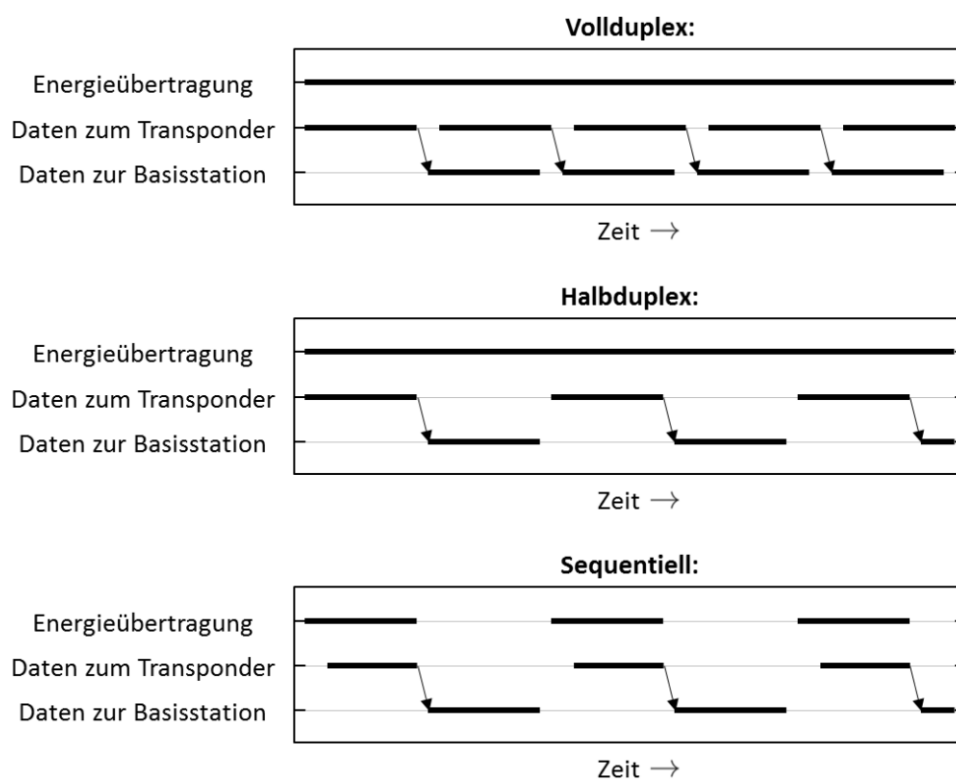 Vollduplex:
Energieübertragung
Daten zum Transponder
Daten zur Basisstation
Zeit →
Halbduplex:
Energieübertragung
Daten zum Transponder
Daten zur Basisstation
Zeit →
Sequentiell:
Energieübertragung
Daten zum Transponder
Daten zur Basisstation
Zeit →